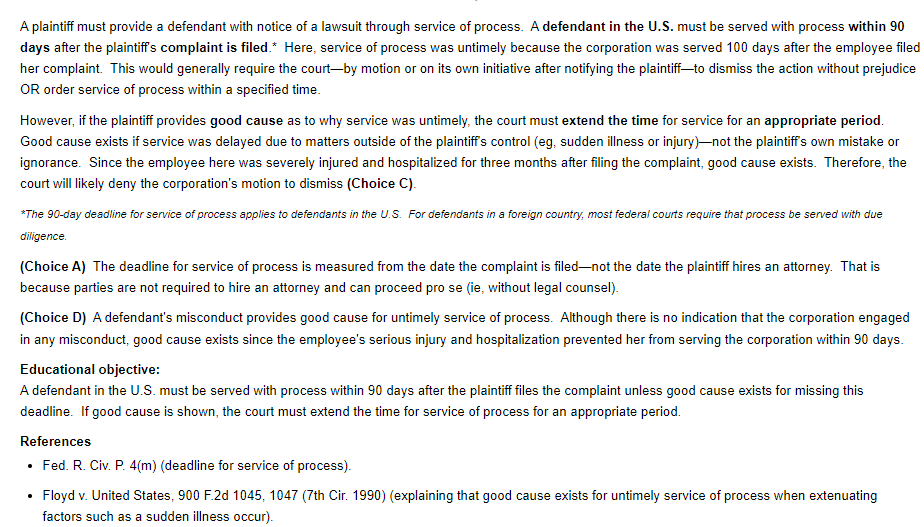 A plaintiff must provide a defendant with notice of a lawsuit through service of process.  A defendant in the U.S. must be served with process within 90
days after the plaintiff's complaint is filed.*  Here, service of process was untimely because the corporation was served 100 days after the employee filed
her complaint.  This would generally require the court—by motion or on its own initiative after notifying the plaintiff—to dismiss the action without prejudice
OR order service of process within a specified time.
However, if the plaintiff provides good cause as to why service was untimely, the court must extend the time for service for an appropriate period.
Good cause exists if service was delayed due to matters outside of the plaintiff's control (eg, sudden illness or injury)—not the plaintiff's own mistake or
ignorance.  Since the employee here was severely injured and hospitalized for three months after filing the complaint, good cause exists.  Therefore, the
court will likely deny the corporation's motion to dismiss (Choice C).
*The 90-day deadline for service of process applies to defendants in the U.S.  For defendants in a foreign country, most federal courts require that process be served with due
diligence.
(Choice A)  The deadline for service of process is measured from the date the complaint is filed—not the date the plaintiff hires an attorney.  That is
because parties are not required to hire an attorney and can proceed pro se (ie, without legal counsel).
(Choice D)  A defendant's misconduct provides good cause for untimely service of process.  Although there is no indication that the corporation engaged
in any misconduct, good cause exists since the employee's serious injury and hospitalization prevented her from serving the corporation within 90 days.
Educational objective:
A defendant in the U.S. must be served with process within 90 days after the plaintiff files the complaint unless good cause exists for missing this
deadline.  If good cause is shown, the court must extend the time for service of process for an appropriate period.
References
• Fed. R. Civ. P. 4(m) (deadline for service of process).
• Floyd v. United States, 900 F.2d 1045, 1047 (7th Cir. 1990) (explaining that good cause exists for untimely service of process when extenuating
factors such as a sudden illness occur).